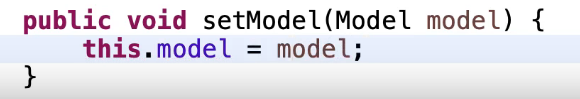 public void setModel(Model model) {
    this.model = model;
}